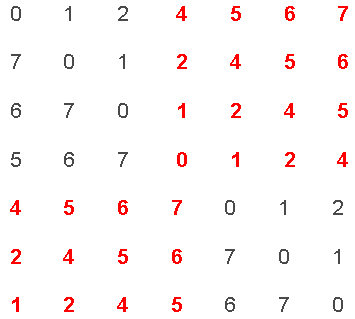 0 1 2 4 5 6 7
7 0 1 2 4 5 6
6 7 0 1 2 4 5
5 6 7 0 1 2 4
4 5 6 7 0 1 2
2 4 5 6 7 0 1
1 2 4 5 6 7 0